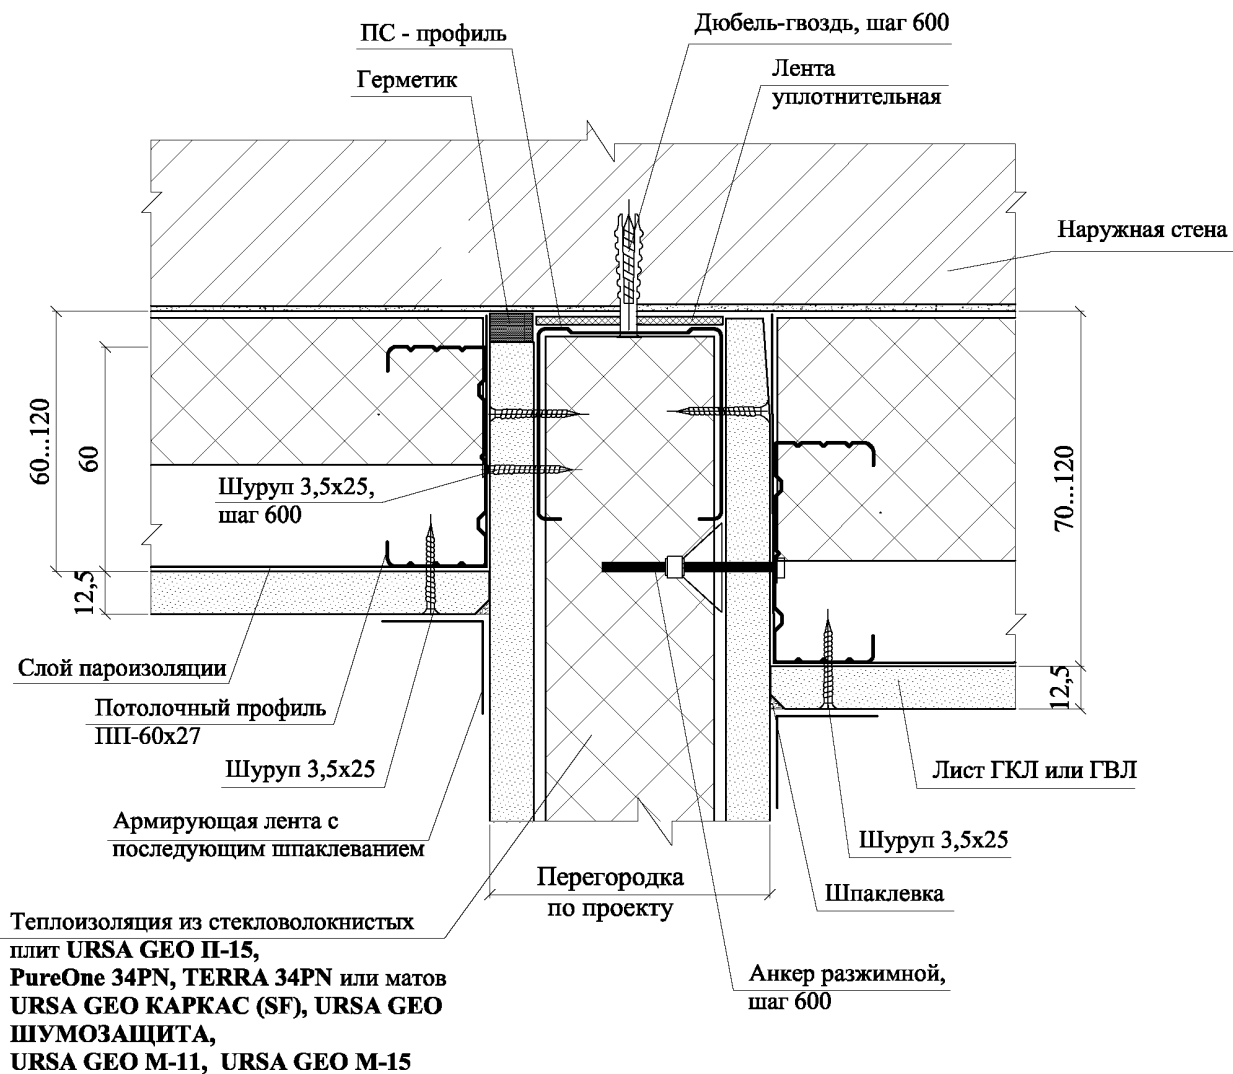 ПС - профиль
Герметик
Дюбель-гвоздь, шаг 600
Лента
уплотнительная
Наружная стена
60...120
60
12,5
70...120
12,5
Шуруп 3,5х25,
шаг 600
Слой пароизоляции
Потолочный профиль
ПП-60х27
Шуруп 3,5х25
Армирующая лента с
последующим шпаклеванием
Лист ГКЛ или ГВЛ
Шуруп 3,5х25
Шпаклевка
Перегородка
по проекту
Анкер разжимной,
шаг 600
Теплоизоляция из стекловолокнистых
плит URSA GEO П-15,
PureOne 34PN, TERRA 34PN или матов
URSA GEO КАРКАС (SF), URSA GEO
ШУМОЗАЩИТА,
URSA GEO М-11, URSA GEO М-15